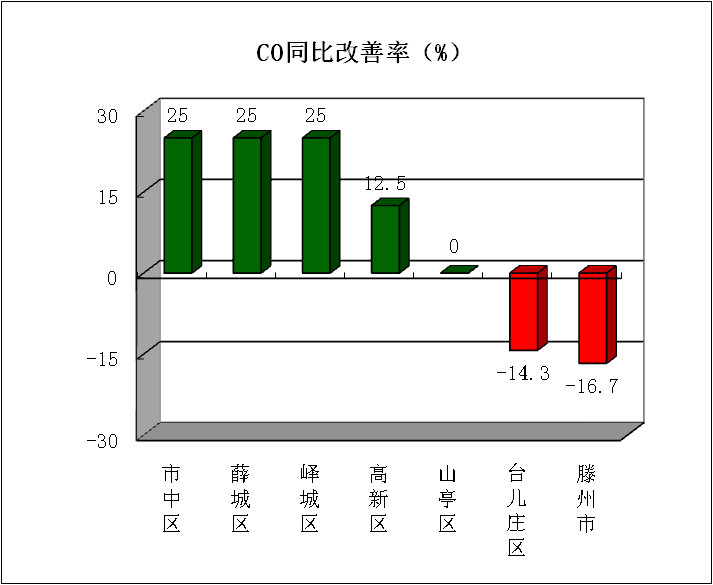 CO同比改善率（%）
30
15
0
-15
-30
25
25
25
12.5
0
-14.3
-16.7
市中区
薛城区
峄城区
高新区
山亭区
台儿庄区
滕州市